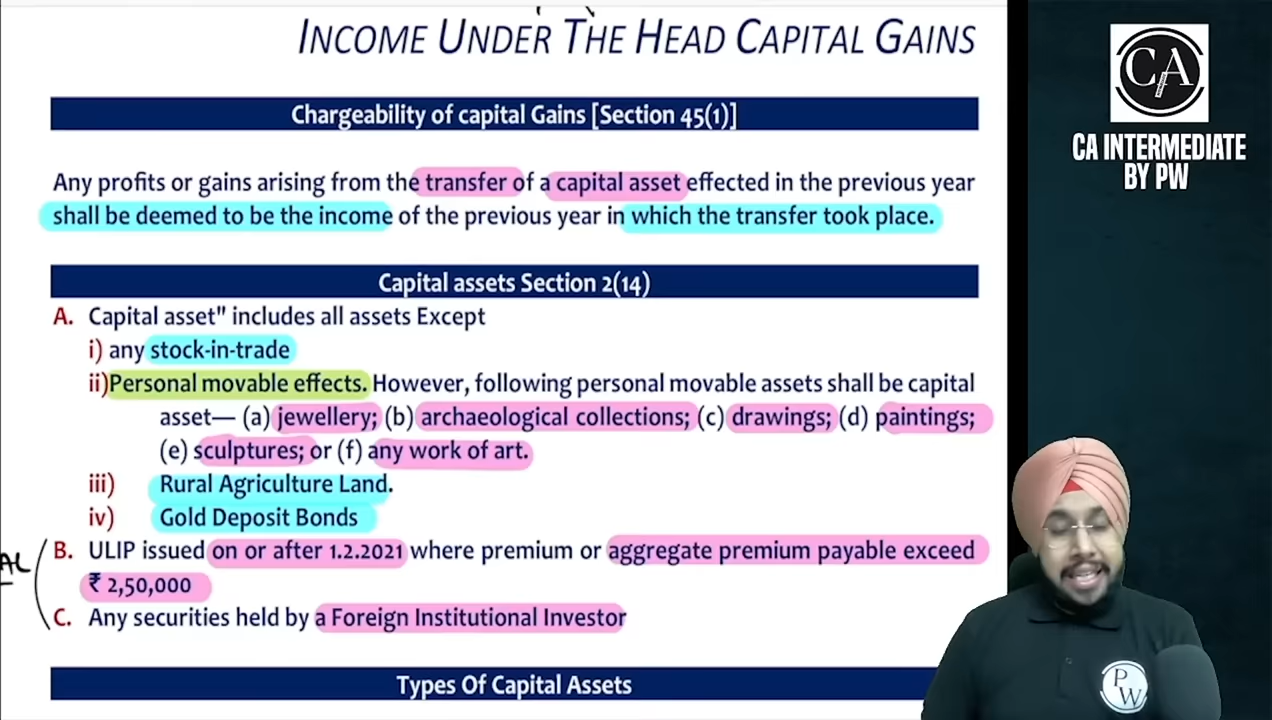 INCOME UNDER THE HEAD CAPITAL GAINS
Chargeability of capital Gains [Section 45(1)]
Any profits or gains arising from the transfer of a capital asset effected in the previous year
shall be deemed to be the income of the previous year in which the transfer took place.
Capital assets Section 2(14)
A. Capital asset" includes all assets Except
i) any stock-in-trade
ii) Personal movable effects. However, following personal movable assets shall be capital
asset— (a) jewellery; (b) archaeological collections; (c) drawings; (d) paintings;
(e) sculptures; or (f) any work of art.
iii) Rural Agriculture Land.
iv) Gold Deposit Bonds
B. ULIP issued on or after 1.2.2021 where premium or aggregate premium payable exceed
₹ 2,50,000
C. Any securities held by a Foreign Institutional Investor
Types Of Capital Assets
CA
CA INTERMEDIATE
BY PW
P
W